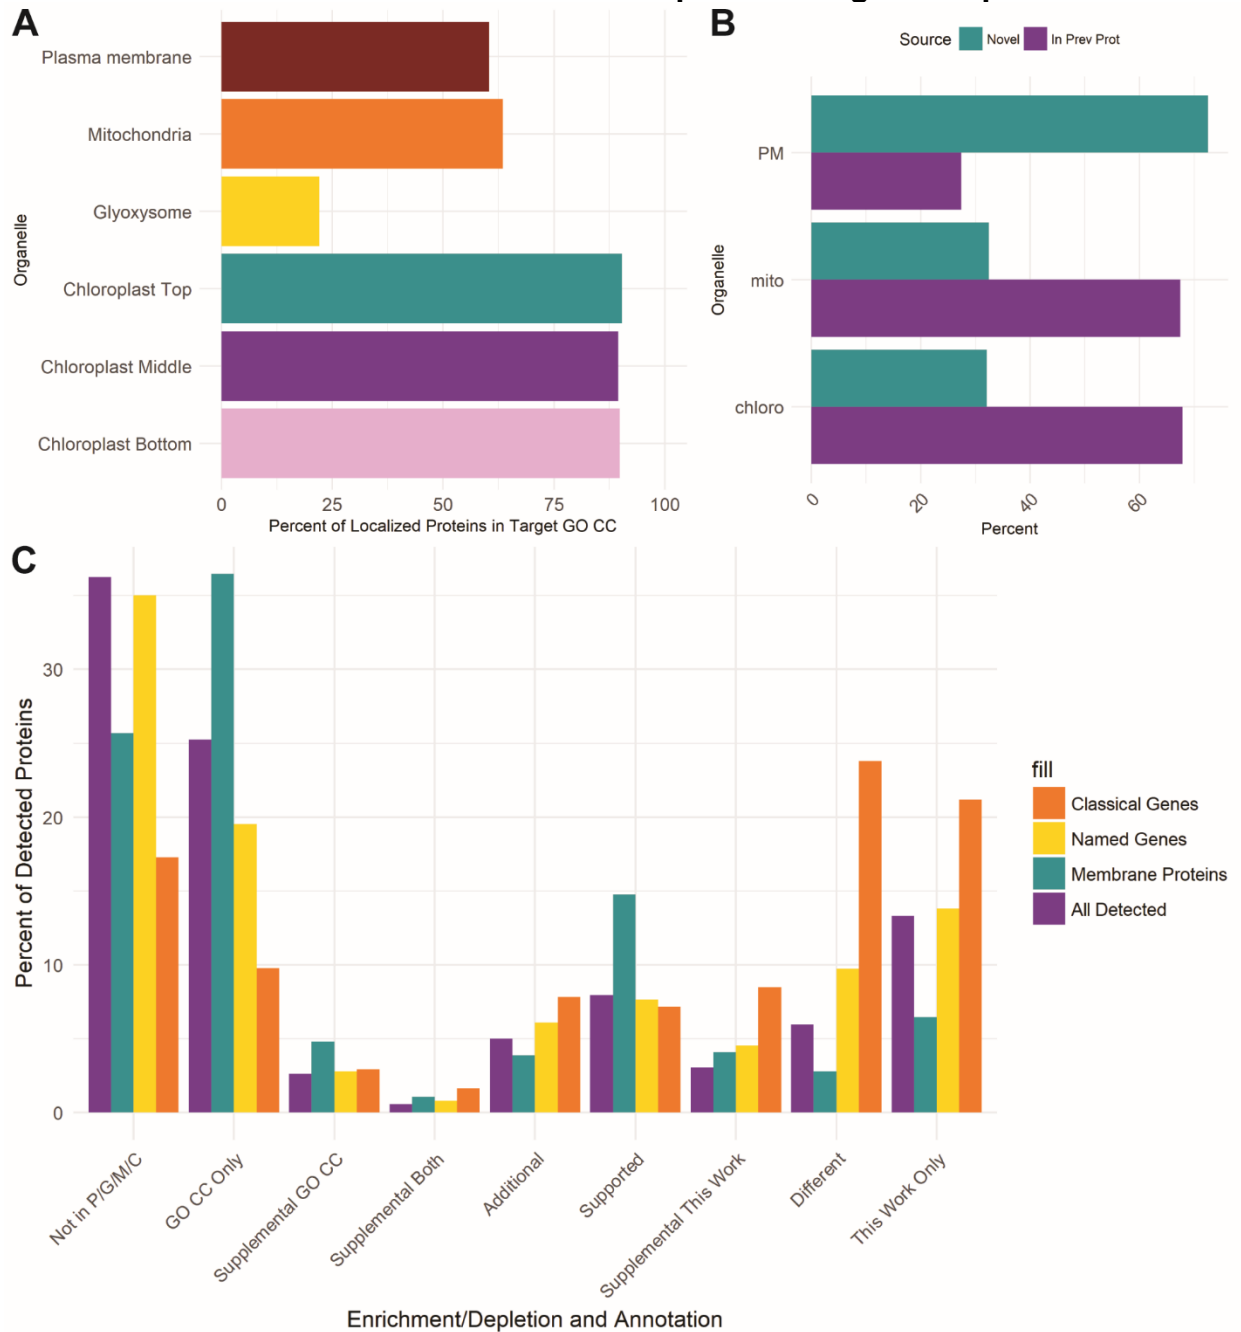 A
Plasma membrane
Mitochondria
Glyoxysome
Chloroplast Top
Chloroplast Middle
Chloroplast Bottom
Organelle
0 25 50 75 100
Percent of Localized Proteins in Target GO CC
B
Source Novel In Prev Prot
PM
mito
chloro
Organelle
0 20 40 60
Percent
C
30
20
10
0
Percent of Detected Proteins
Not in P/G/M/C
GO CC Only
Supplemental GO CC
Supplemental Both
Additional
Supported
Supplemental This Work
Different
This Work Only
Enrichment/Depletion and Annotation
fill
Classical Genes
Named Genes
Membrane Proteins
All Detected